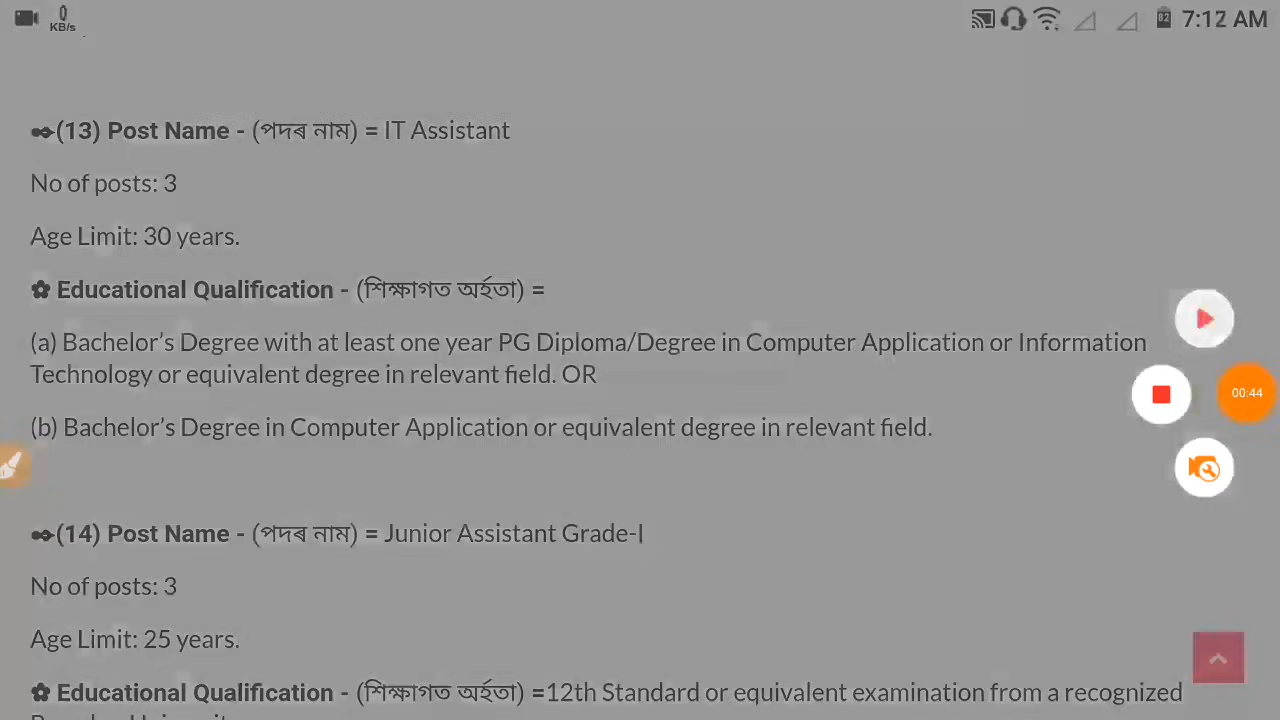 0
KB/s
82
7:12 AM
(13) Post Name - (পদৰ নাম) = IT Assistant
No of posts: 3
Age Limit: 30 years.
Educational Qualification - (শিক্ষাগত অৰ্হতা) =
(a) Bachelor’s Degree with at least one year PG Diploma/Degree in Computer Application or Information
Technology or equivalent degree in relevant field. OR
00:44
(b) Bachelor’s Degree in Computer Application or equivalent degree in relevant field.
(14) Post Name - (পদৰ নাম) = Junior Assistant Grade-I
No of posts: 3
Age Limit: 25 years.
Educational Qualification - (শিক্ষাগত অৰ্হতা) =12th Standard or equivalent examination from a recognized